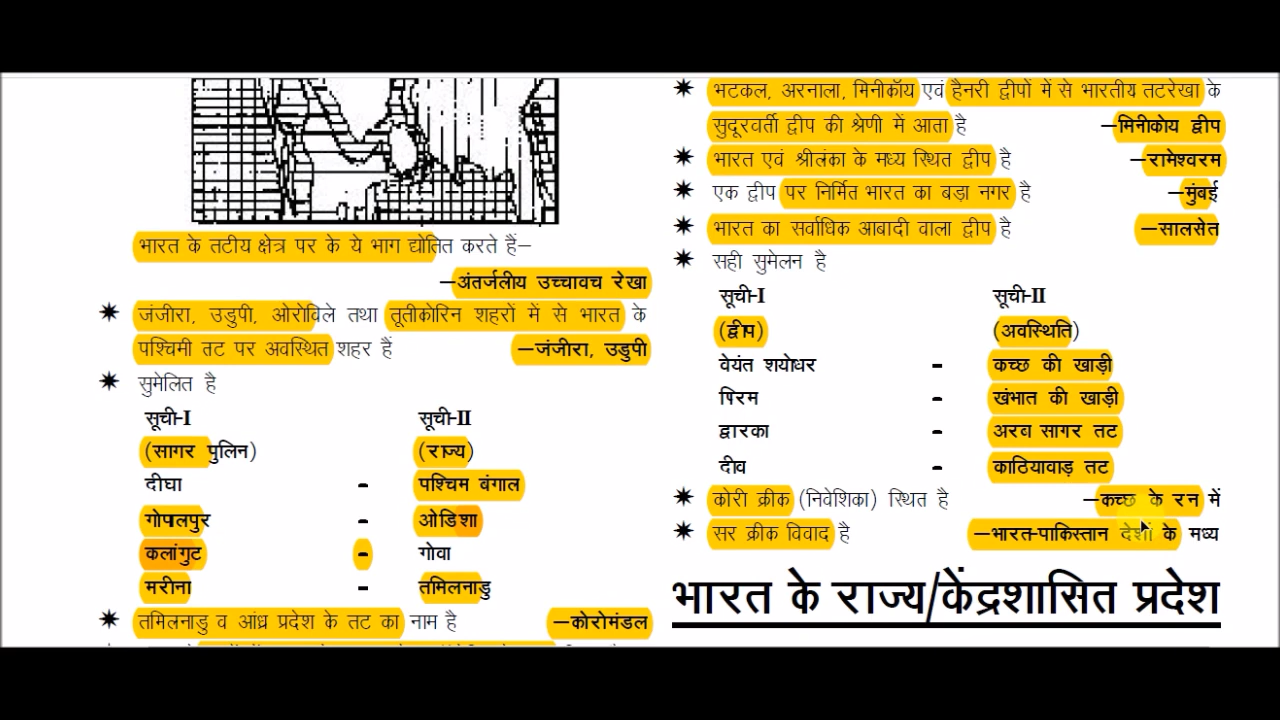 भारत के तटीय क्षेत्र पर के ये भाग द्योतित करते हैं–
–अंतर्जलीय उच्चावच रेखा
✷ जंजीरा, उडुपी, ओरोविले तथा तूतीकोरिन शहरों में से भारत के
पश्चिमी तट पर अवस्थित शहर हैं –जंजीरा, उडुपी
✷ सुमेलित है
सूची-I सूची-II
(सागर पुलिन) (राज्य)
दीघा - पश्चिम बंगाल
गोपालपुर - ओडिशा
कलांगुट - गोवा
मरीना - तमिलनाडु
✷ तमिलनाडु व आंध्र प्रदेश के तट का नाम है –कोरोमंडल
✷ भटकल, अरनाला, मिनीकॉय एवं हैनरी द्वीपों में से भारतीय तटरेखा के
सुदूरवर्ती द्वीप की श्रेणी में आता है –मिनीकोय द्वीप
✷ भारत एवं श्रीलंका के मध्य स्थित द्वीप है –रामेश्वरम
✷ एक द्वीप पर निर्मित भारत का बड़ा नगर है –मुंबई
✷ भारत का सर्वाधिक आबादी वाला द्वीप है –सालसेत
✷ सही सुमेलन है
सूची-I सूची-II
(द्वीप) (अवस्थिति)
वेयंत शयोधर - कच्छ की खाड़ी
पिरम - खंभात की खाड़ी
द्वारका - अरब सागर तट
दीव - काठियावाड़ तट
✷ कोरी क्रीक (निवेशिका) स्थित है –कच्छ के रन में
✷ सर क्रीक विवाद है –भारत-पाकिस्तान देशों के मध्य
भारत के राज्य/केंद्रशासित प्रदेश